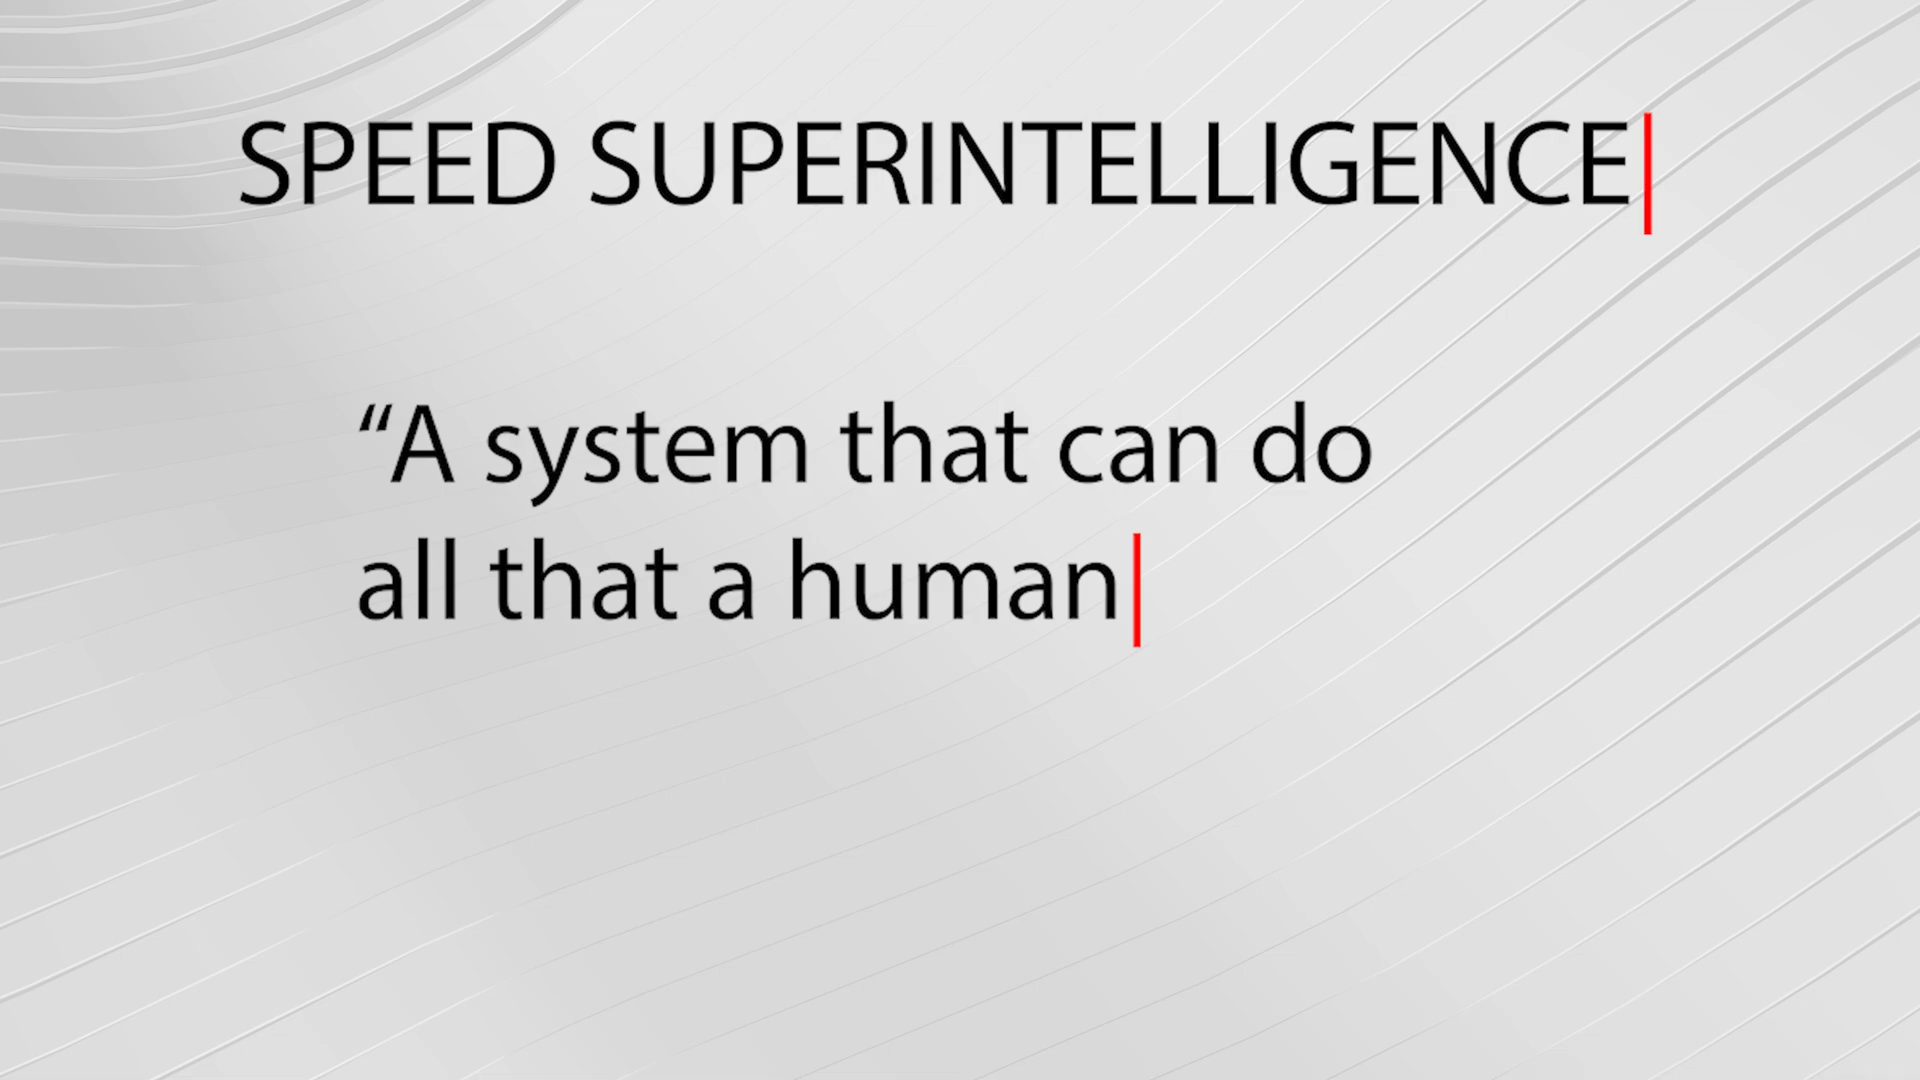 SPEED SUPERINTELLIGENCE
“A system that can do
all that a human